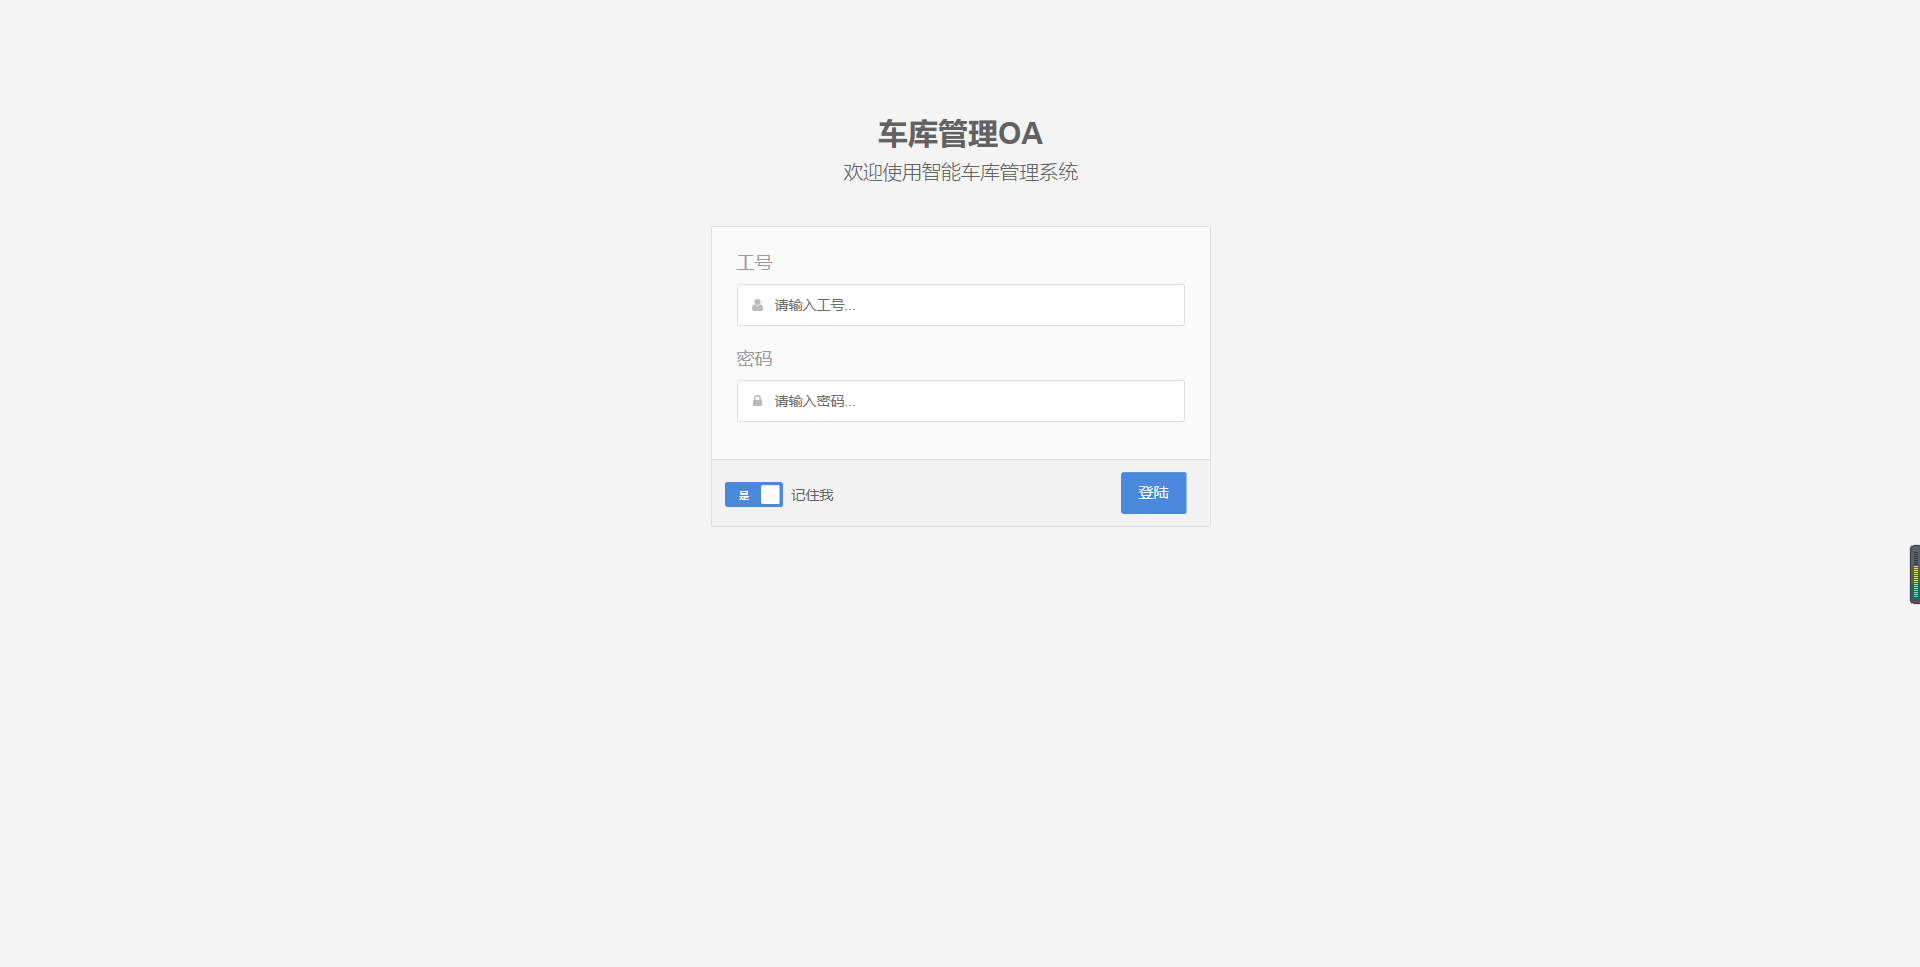 车库管理OA
欢迎使用智能车库管理系统
工号
请输入工号...
密码
请输入密码...
是 记住我 登陆